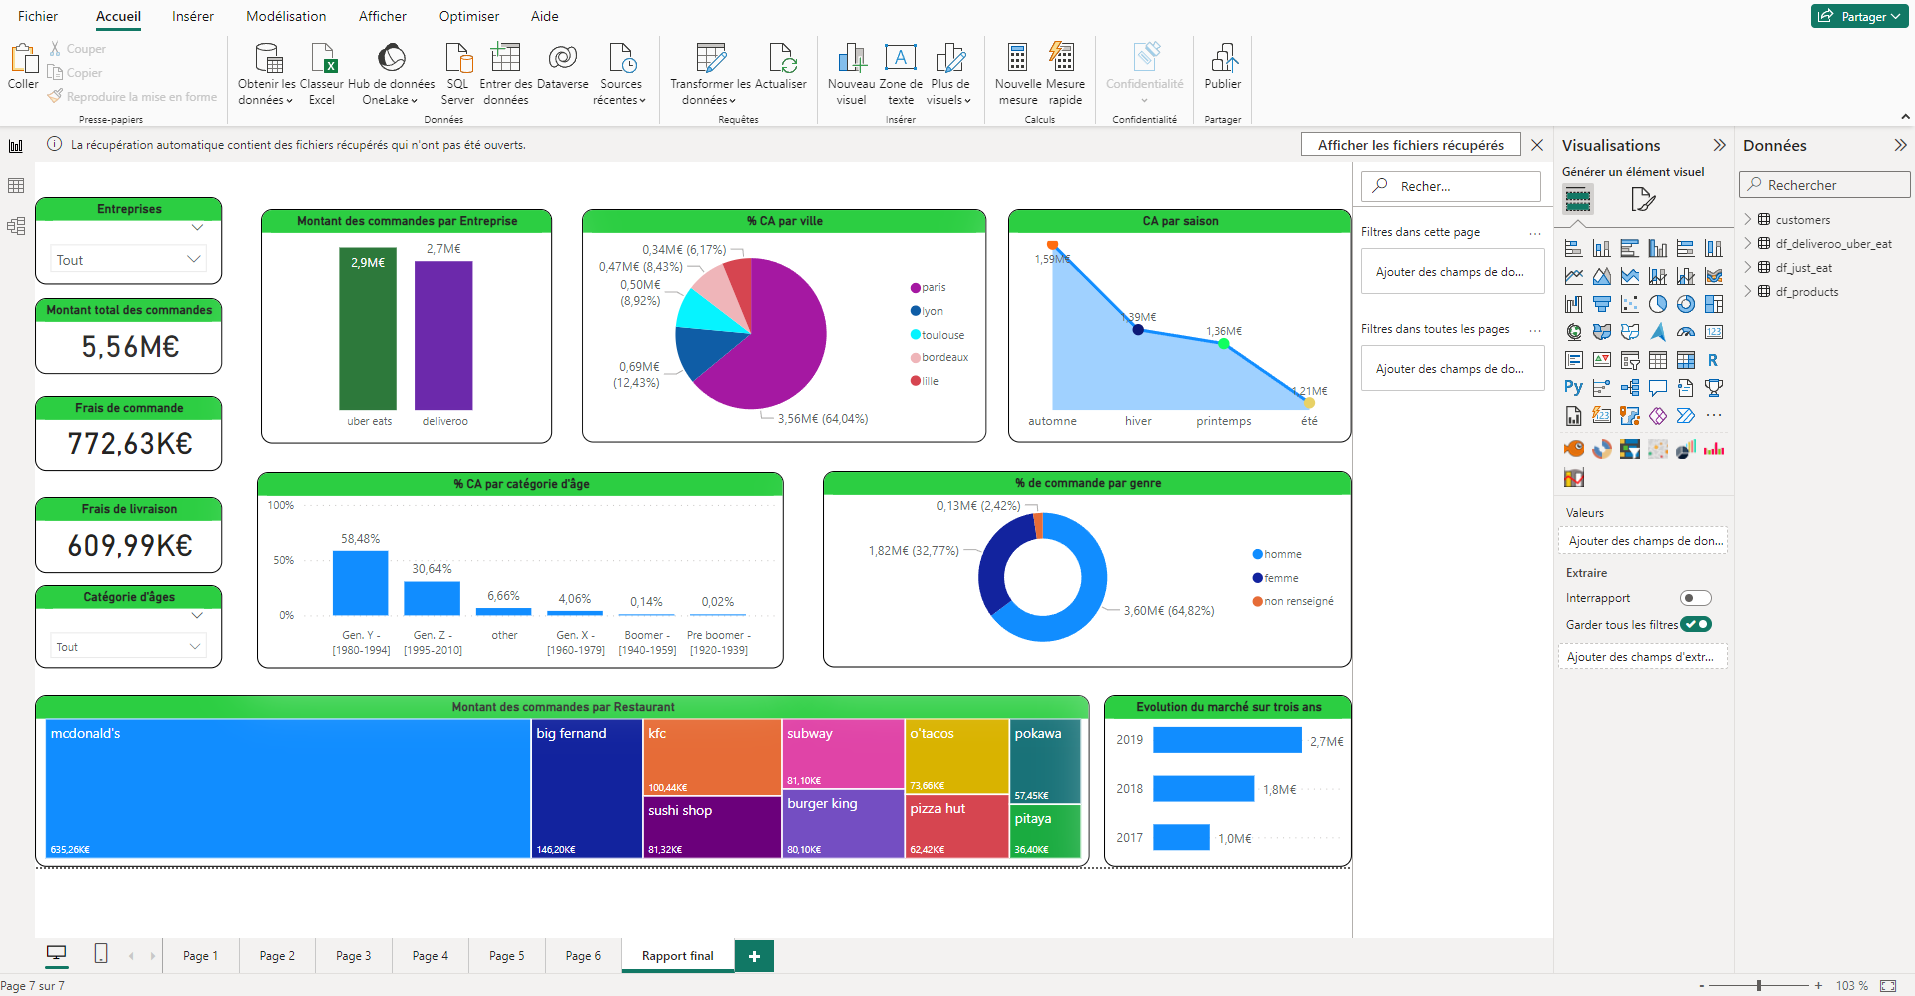 Fichier Accueil Insérer Modélisation Afficher Optimiser Aide
Partager
Coller
Couper
Copier
Reproduire la mise en forme
Presse-papiers
Obtenir les données
Classeur Excel
Hub de données OneLake
SQL Server
Entrer des données
Dataverse
Sources récentes
Données
Transformer les données
Actualiser
Requêtes
Nouveau visuel
Zone de texte
Plus de visuels
Insérer
Nouvelle mesure
Mesure rapide
Calculs
Confidentialité
Confidentialité
Publier
Partager
La récupération automatique contient des fichiers récupérés qui n'ont pas été ouverts.
Afficher les fichiers récupérés
Entreprises
Tout
Montant total des commandes
5,56M€
Frais de commande
772,63K€
Frais de livraison
609,99K€
Catégorie d'âges
Tout
Montant des commandes par Entreprise
2,9M€
2,7M€
uber eats
deliveroo
% CA par ville
0,34M€ (6,17%)
0,47M€ (8,43%)
0,50M€
(8,92%)
0,69M€
(12,43%)
3,56M€ (64,04%)
paris
lyon
toulouse
bordeaux
lille
CA par saison
1,59M€
1,39M€
1,36M€
1,21M€
automne hiver printemps été
% CA par catégorie d'âge
100%
50%
0%
58,48%
30,64%
6,66%
4,06%
0,14%
0,02%
Gen. Y -
[1980-1994]
Gen. Z -
[1995-2010]
other
Gen. X -
[1960-1979]
Boomer -
[1940-1959]
Pre boomer -
[1920-1939]
% de commande par genre
0,13M€ (2,42%)
1,82M€ (32,77%)
3,60M€ (64,82%)
homme
femme
non renseigné
Montant des commandes par Restaurant
mcdonald's
635,26K€
big fernand
146,20K€
kfc
100,44K€
sushi shop
81,32K€
subway
81,10K€
burger king
80,10K€
o'tacos
73,66K€
pizza hut
62,42K€
pokawa
57,45K€
pitaya
36,40K€
Evolution du marché sur trois ans
2019 2,7M€
2018 1,8M€
2017 1,0M€
Recher...
Filtres dans cette page ...
Ajouter des champs de do...
Filtres dans toutes les pages ...
Ajouter des champs de do...
Visualisations
Générer un élément visuel
123
R
Py
123
...
Valeurs
Ajouter des champs de don...
Extraire
Interrapport
Garder tous les filtres
Ajouter des champs d'extr...
Données
Rechercher
customers
df_deliveroo_uber_eat
df_just_eat
df_products
Page 1 Page 2 Page 3 Page 4 Page 5 Page 6 Rapport final +
Page 7 sur 7
- + 103 %